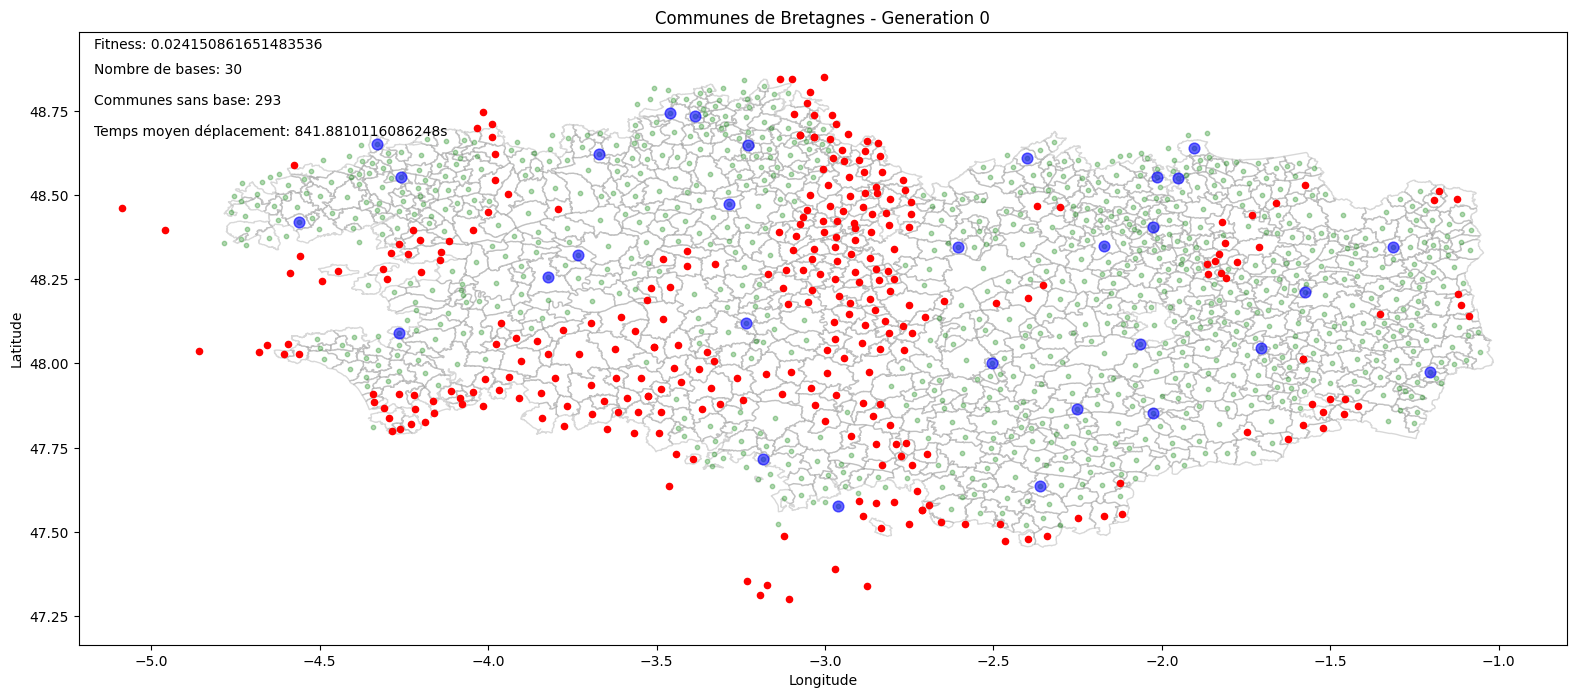 Communes de Bretagnes - Generation 0
Fitness: 0.024150861651483536
Nombre de bases: 30
Communes sans base: 293
Temps moyen déplacement: 841.8810116086248s
Latitude
48.75
48.50
48.25
48.00
47.75
47.50
47.25
−5.0 −4.5 −4.0 −3.5 −3.0 −2.5 −2.0 −1.5 −1.0
Longitude